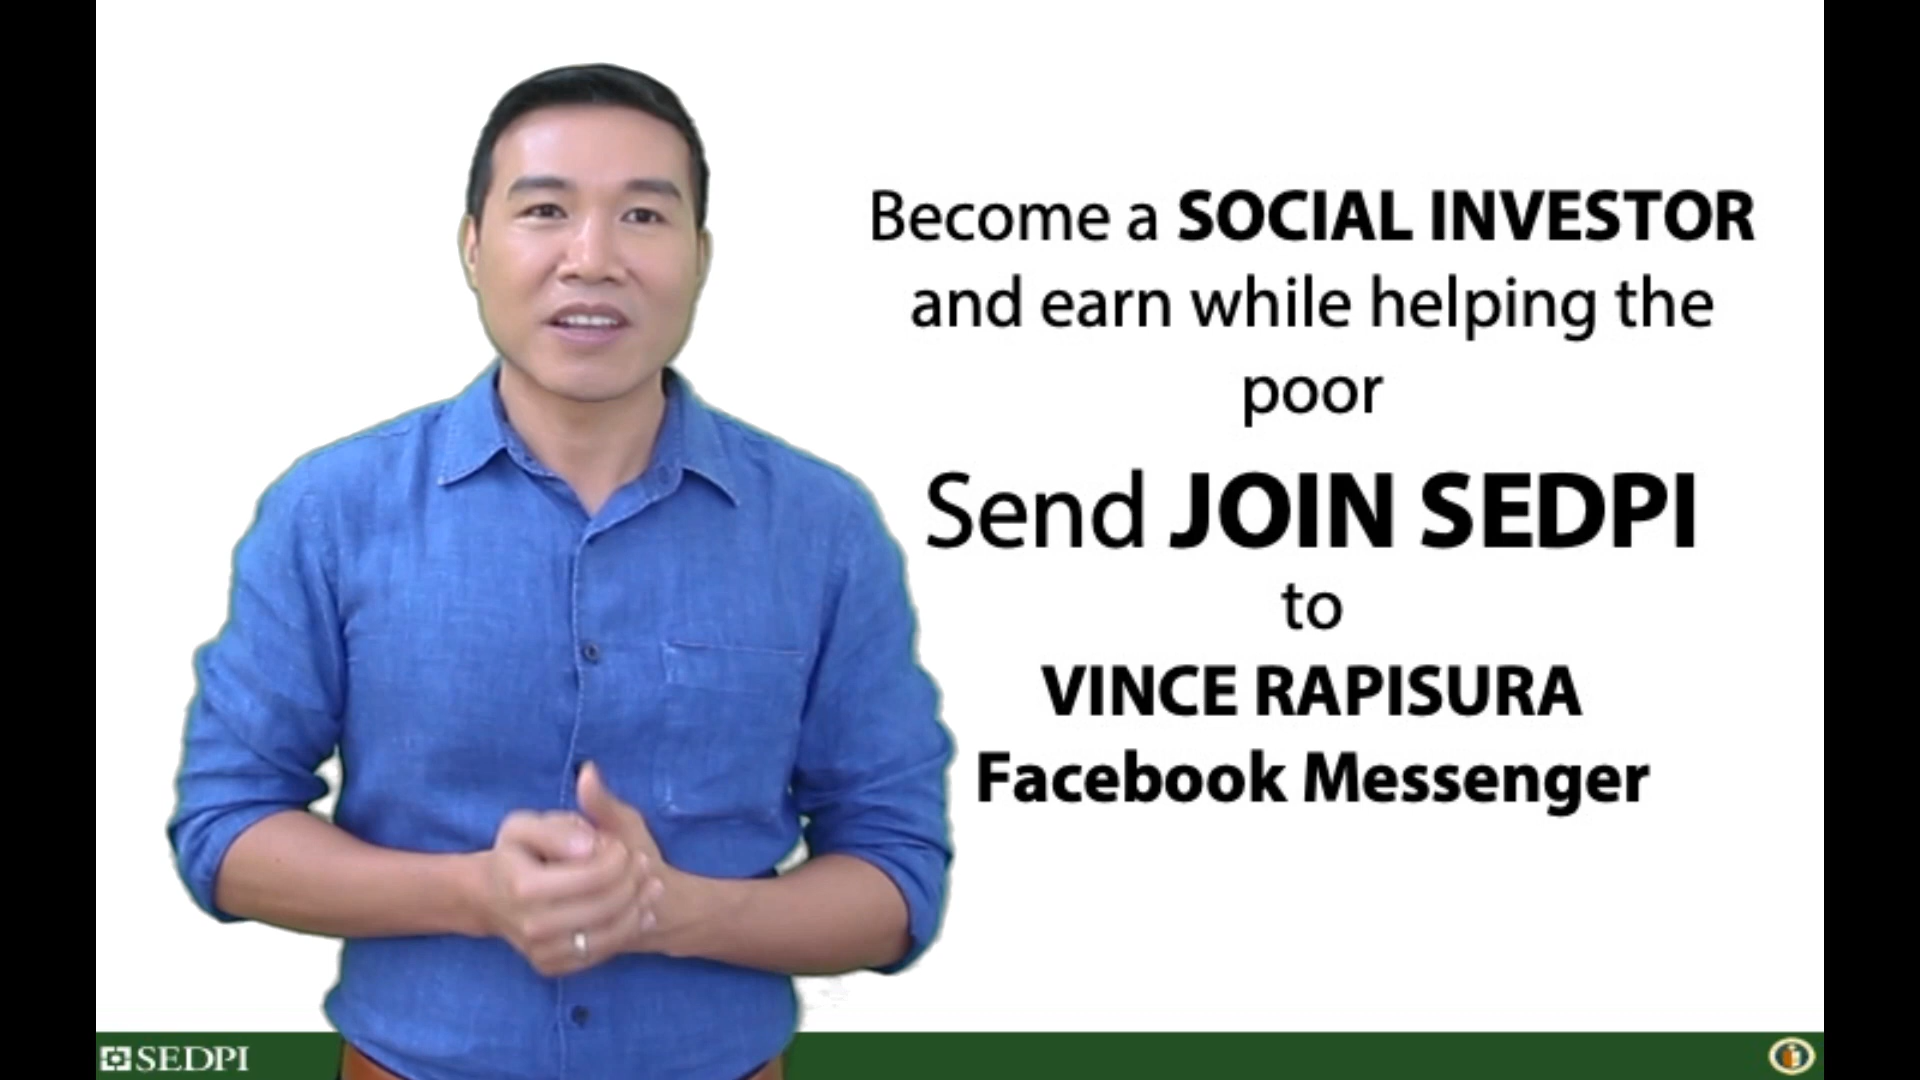 Become a SOCIAL INVESTOR
and earn while helping the
poor
Send JOIN SEDPI
to
VINCE RAPISURA
Facebook Messenger
SEDPI